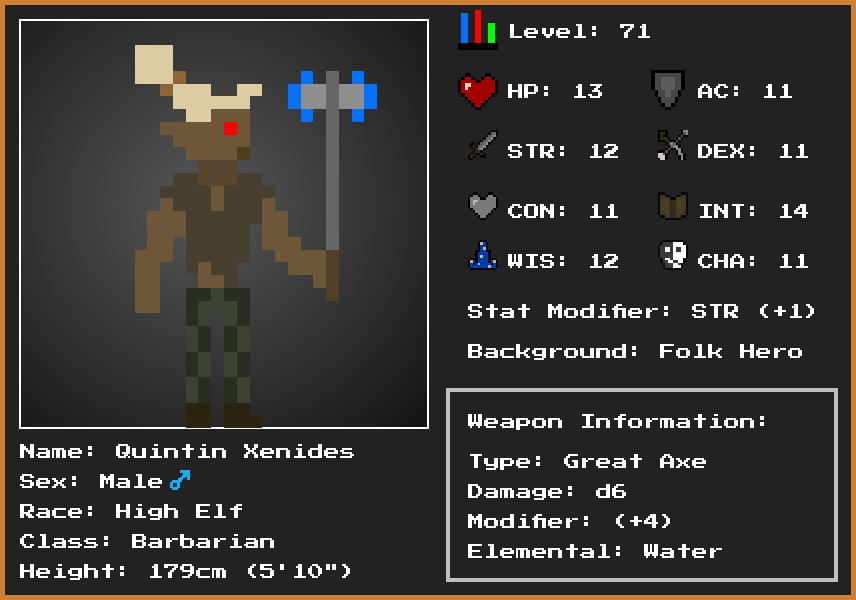 Level: 71
HP: 13
AC: 11
STR: 12
DEX: 11
CON: 11
INT: 14
WIS: 12
CHA: 11
Stat Modifier: STR (+1)
Background: Folk Hero
Weapon Information:
Type: Great Axe
Damage: d6
Modifier: (+4)
Elemental: Water
Name: Quintin Xenides
Sex: Male♂
Race: High Elf
Class: Barbarian
Height: 179cm (5'10")